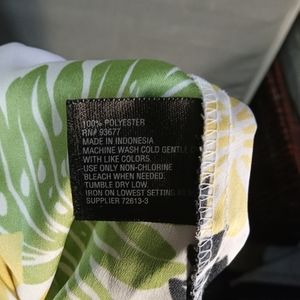 100% POLYESTER
RN# 93677
MADE IN INDONESIA
MACHINE WASH COLD GENTLE
WITH LIKE COLORS.
USE ONLY NON-CHLORINE
BLEACH WHEN NEEDED.
TUMBLE DRY LOW.
IRON ON LOWEST SETTING
SUPPLIER 72613-3